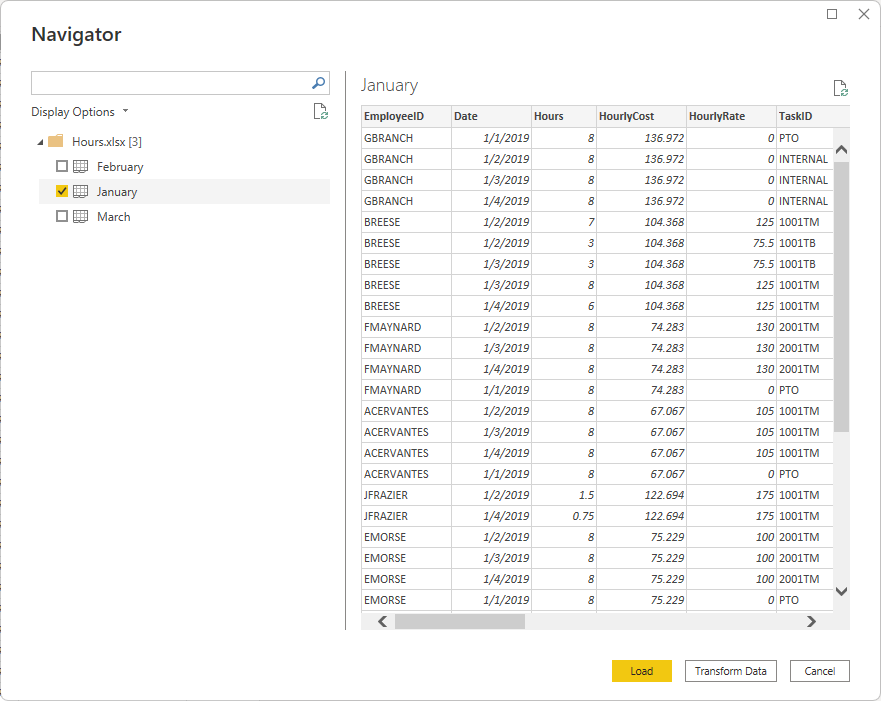 Navigator
Display Options
Hours.xlsx [3]
February
January
March
January
EmployeeID Date Hours HourlyCost HourlyRate TaskID
GBRANCH 1/1/2019 8 136.972 0 PTO
GBRANCH 1/2/2019 8 136.972 0 INTERNAL
GBRANCH 1/3/2019 8 136.972 0 INTERNAL
GBRANCH 1/4/2019 8 136.972 0 INTERNAL
BREESE 1/2/2019 7 104.368 125 1001TM
BREESE 1/2/2019 3 104.368 75.5 1001TB
BREESE 1/3/2019 3 104.368 75.5 1001TB
BREESE 1/3/2019 8 104.368 125 1001TM
BREESE 1/4/2019 6 104.368 125 1001TM
FMAYNARD 1/2/2019 8 74.283 130 2001TM
FMAYNARD 1/3/2019 8 74.283 130 2001TM
FMAYNARD 1/4/2019 8 74.283 130 2001TM
FMAYNARD 1/1/2019 8 74.283 0 PTO
ACERVANTES 1/2/2019 8 67.067 105 1001TM
ACERVANTES 1/3/2019 8 67.067 105 1001TM
ACERVANTES 1/4/2019 8 67.067 105 1001TM
ACERVANTES 1/1/2019 8 67.067 0 PTO
JFRAZIER 1/2/2019 1.5 122.694 175 1001TM
JFRAZIER 1/4/2019 0.75 122.694 175 1001TM
EMORSE 1/2/2019 8 75.229 100 2001TM
EMORSE 1/3/2019 8 75.229 100 2001TM
EMORSE 1/4/2019 8 75.229 100 2001TM
EMORSE 1/1/2019 8 75.229 0 PTO
Load Transform Data Cancel